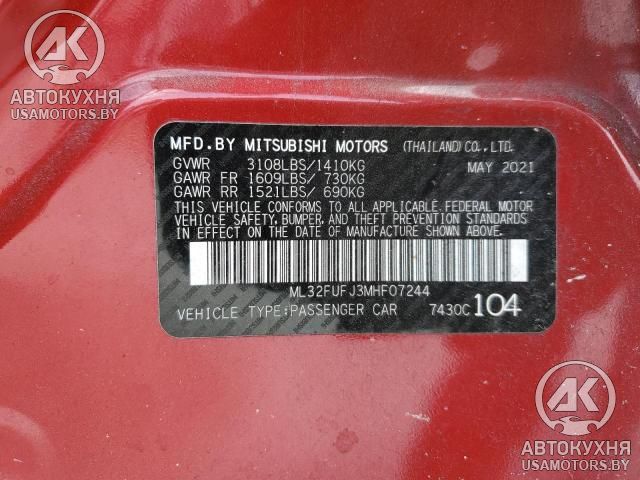 АК
АВТОКУХНЯ
USAMOTORS.BY
MFD. BY MITSUBISHI MOTORS (THAILAND) CO., LTD.
GVWR 3108LBS/1410KG MAY 2021
GAWR FR 1609LBS/ 730KG
GAWR RR 1521LBS/ 690KG
THIS VEHICLE CONFORMS TO ALL APPLICABLE FEDERAL MOTOR
VEHICLE SAFETY, BUMPER, AND THEFT PREVENTION STANDARDS
IN EFFECT ON THE DATE OF MANUFACTURE SHOWN ABOVE.
ML32FUFJ3MHF07244
VEHICLE TYPE:PASSENGER CAR 7430C 104
АК
АВТОКУХНЯ
USAMOTORS.BY